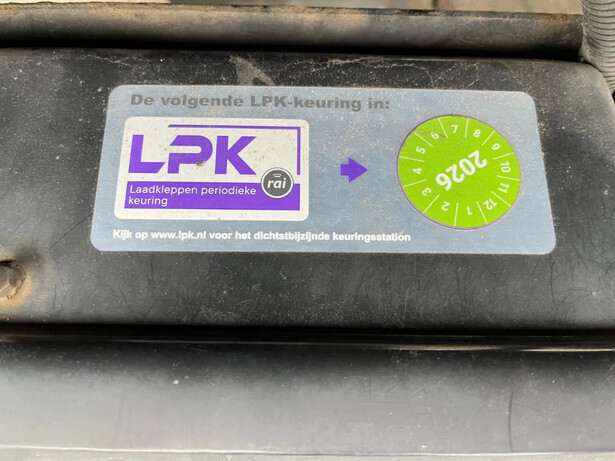 De volgende LPK-keuring in:
LPK
Laadkleppen periodieke
keuring
rai
2026
1 2 3 4 5 6 7 8 9 10 11 12
Kijk op www.lpk.nl voor het dichtstbijzijnde keuringsstation